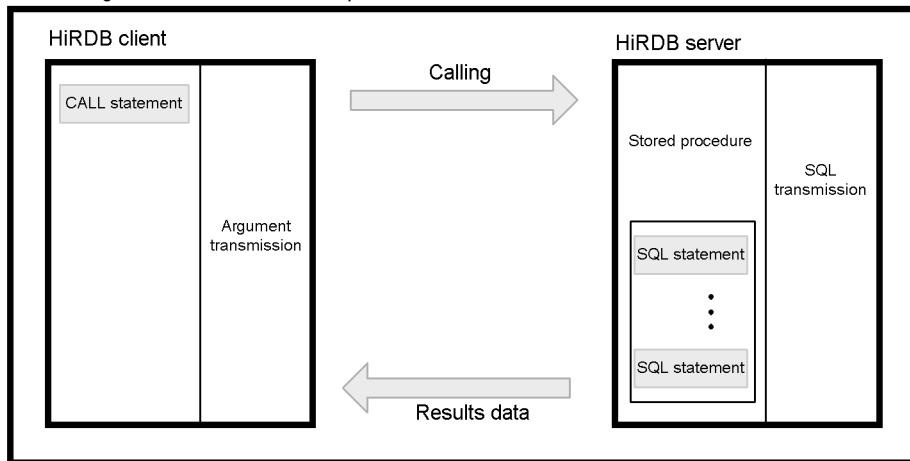 HiRDB client
HiRDB server
CALL statement
Calling
Stored procedure
SQL
transmission
Argument
transmission
SQL statement
SQL statement
Results data